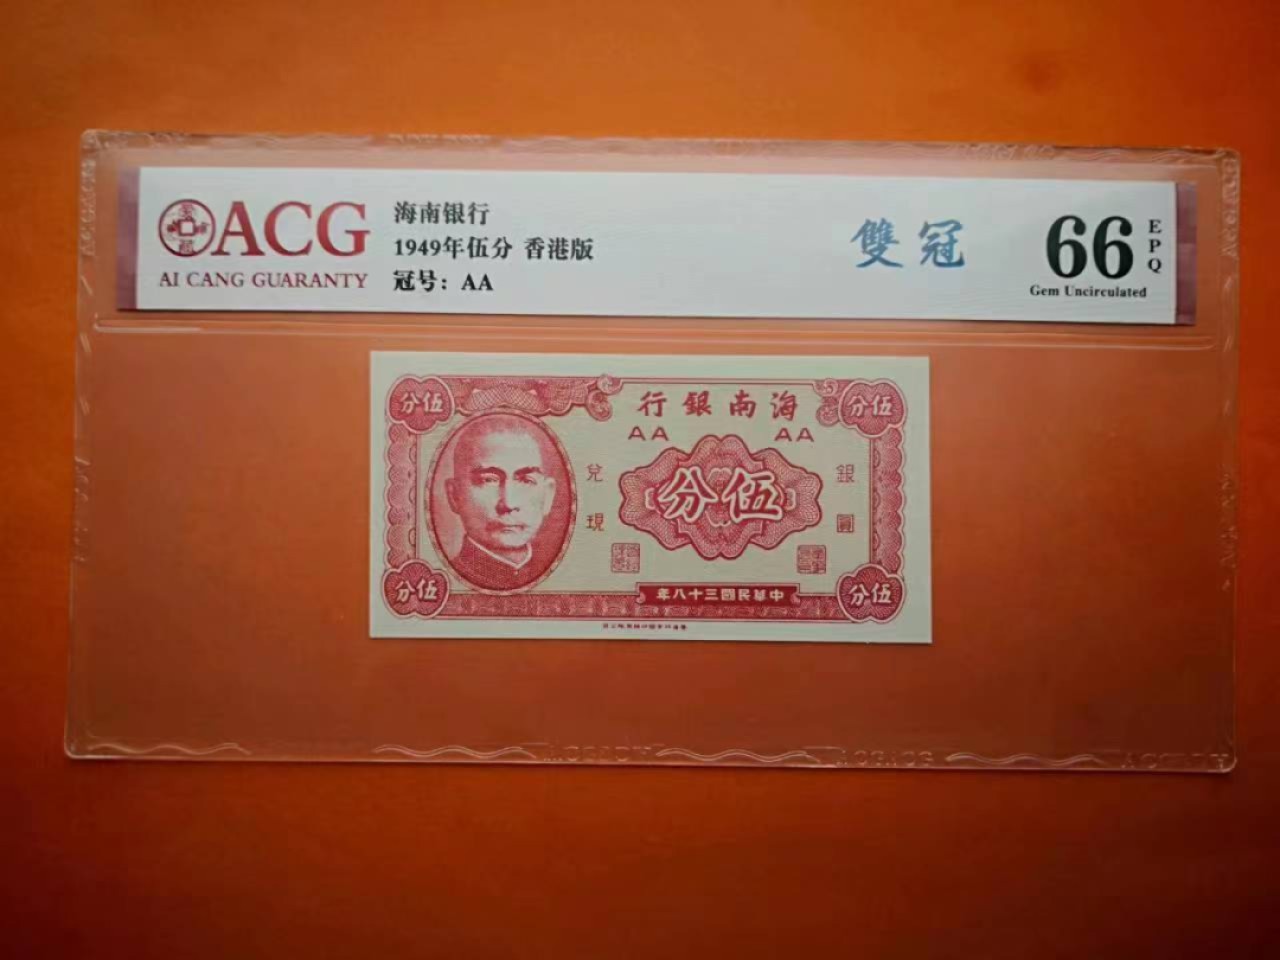 ACG
AI CANG GUARANTY
海南银行
1949年伍分 香港版
冠号：AA
雙冠
66
EPQ
Gem Uncirculated
分伍
分伍
行銀南海
AA AA
兌現
分伍
銀圓
年八十三國民華中
分伍
分伍